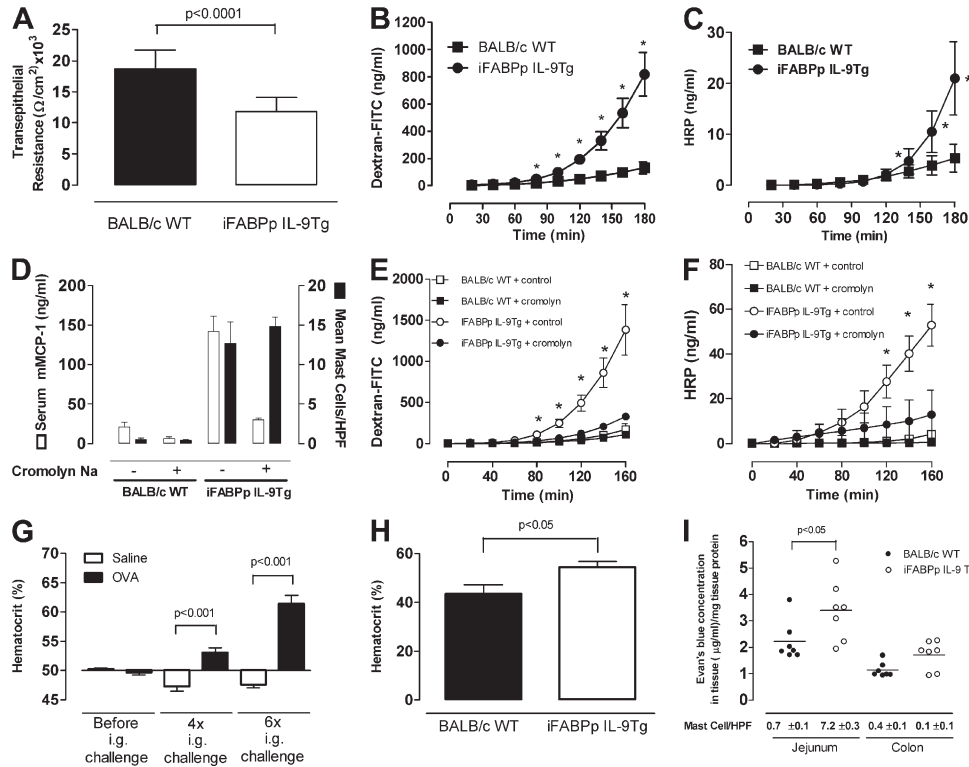 A
p<0.0001
Transepithelial
Resistance (Ω/cm²) x10³
25
20
15
10
5
0
BALB/c WT
iFABPp IL-9Tg
B
Dextran-FITC (ng/ml)
1200
1000
800
600
400
200
0
BALB/c WT
iFABPp IL-9Tg
* * * * * *
0 30 60 90 120 150 180
Time (min)
C
HRP (ng/ml)
30
20
10
0
BALB/c WT
iFABPp IL-9Tg
* * *
0 30 60 90 120 150 180
Time (min)
D
Serum mMCP-1 (ng/ml)
200
150
100
50
0
20
15
10
5
0
Mean Mast
Cells/HPF
Cromolyn Na - + - +
BALB/c WT
iFABPp IL-9Tg
E
Dextran-FITC (ng/ml)
2000
1500
1000
500
0
BALB/c WT + control
BALB/c WT + cromolyn
iFABPp IL-9Tg + control
iFABPp IL-9Tg + cromolyn
* * * * *
0 20 40 60 80 100 120 140 160
Time (min)
F
HRP (ng/ml)
80
60
40
20
0
BALB/c WT + control
BALB/c WT + cromolyn
iFABPp IL-9Tg + control
iFABPp IL-9Tg + cromolyn
* * *
0 40 80 120 160
Time (min)
G
Hematocrit (%)
70
65
60
55
50
45
Saline
OVA
p<0.001
p<0.001
Before
i.g.
challenge
4x
i.g.
challenge
6x
i.g.
challenge
H
p<0.05
Hematocrit (%)
60
40
20
0
BALB/c WT
iFABPp IL-9Tg
I
Evan's blue concentration
in tissue ( μg/ml)/mg tissue protein
6
5
4
3
2
1
0
p<0.05
BALB/c WT
iFABPp IL-9 T
Mast Cell/HPF 0.7 ±0.1 7.2 ±0.3 0.4 ±0.1 0.1 ±0.1
Jejunum
Colon